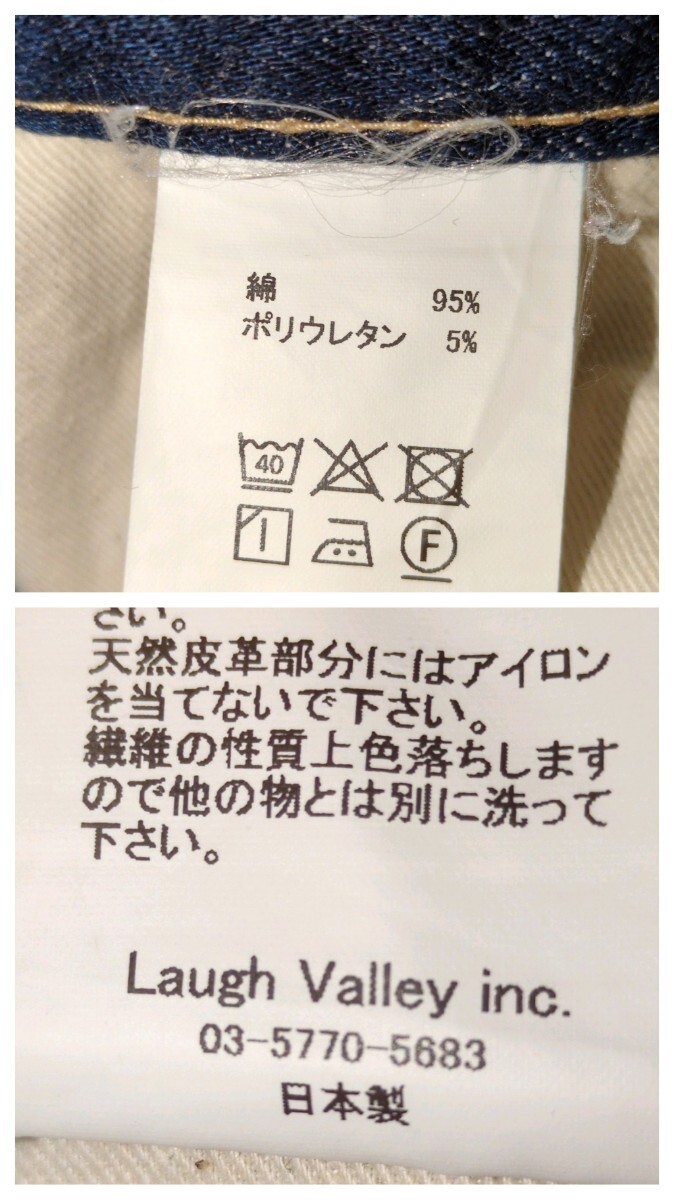 綿 95%
ポリウレタン 5%
40
F
さい。
天然皮革部分にはアイロン
を当てないで下さい。
繊維の性質上色落ちします
ので他の物とは別に洗って
下さい。
Laugh Valley inc.
03-5770-5683
日本製